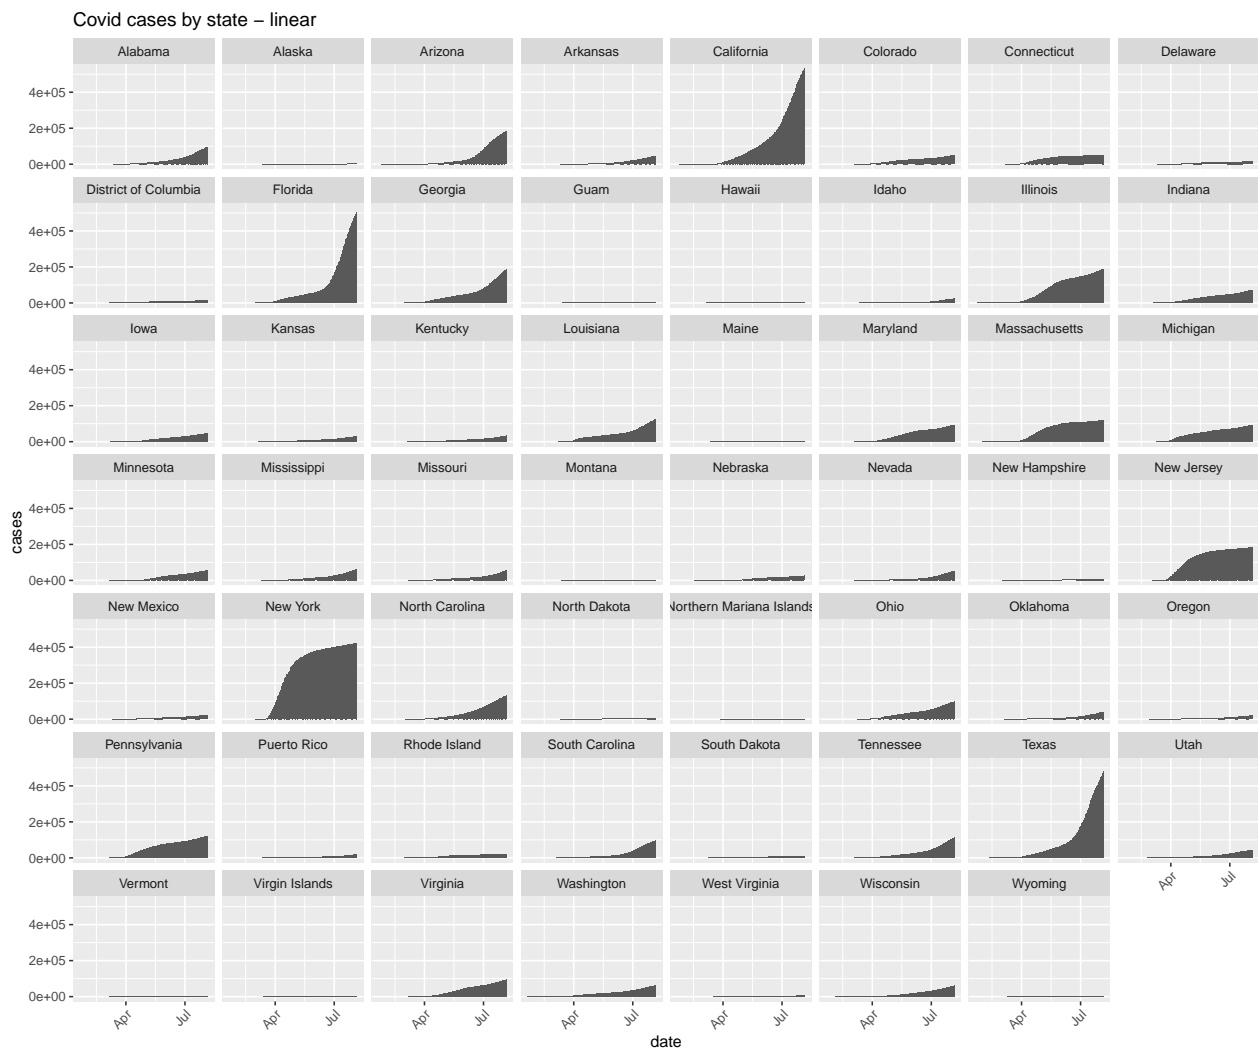 Covid cases by state – linear
Alabama Alaska Arizona Arkansas California Colorado Connecticut Delaware
4e+05
2e+05
0e+00
District of Columbia Florida Georgia Guam Hawaii Idaho Illinois Indiana
4e+05
2e+05
0e+00
Iowa Kansas Kentucky Louisiana Maine Maryland Massachusetts Michigan
4e+05
2e+05
0e+00
Minnesota Mississippi Missouri Montana Nebraska Nevada New Hampshire New Jersey
4e+05
2e+05
0e+00
cases
New Mexico New York North Carolina North Dakota Northern Mariana Islands Ohio Oklahoma Oregon
4e+05
2e+05
0e+00
Pennsylvania Puerto Rico Rhode Island South Carolina South Dakota Tennessee Texas Utah
4e+05
2e+05
0e+00
Apr Jul
Vermont Virgin Islands Virginia Washington West Virginia Wisconsin Wyoming
4e+05
2e+05
0e+00
Apr Jul Apr Jul Apr Jul Apr Jul Apr Jul Apr Jul Apr Jul
date